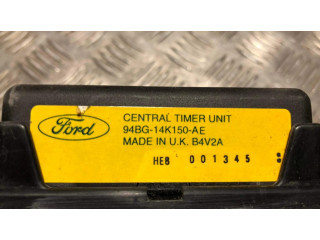 Ford
CENTRAL TIMER UNIT
94BG-14K150-AE
MADE IN U.K. B4V2A
HE8 001345